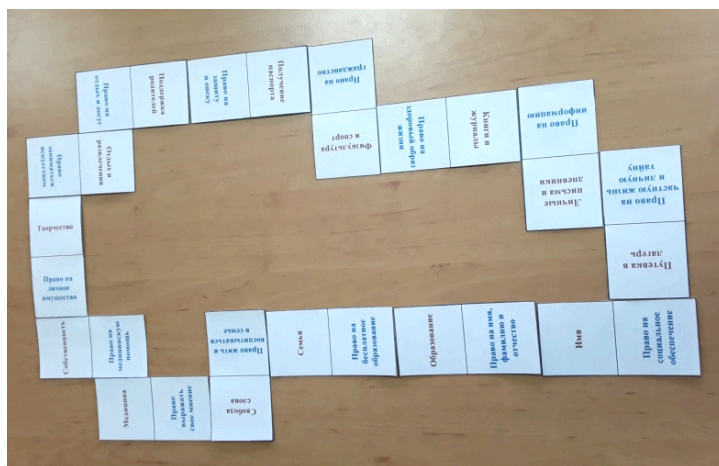 Право на
отдых и досуг
Поддержка
родителей
Право на
защиту
и опеку
Получение
паспорта
Право на
гражданство
Физкультура
и спорт
Право на
здоровый образ
жизни
Книги и
журналы
Право на
информацию
Личные
письма и
дневники
Право на
частную жизнь
и личную
тайну
Путевка в
лагерь
Право на
социальное
обеспечение
Имя
Право на имя,
фамилию и
отчество
Образование
Право на
бесплатное
образование
Семья
Право жить и
воспитываться
в семье
Свобода
слова
Право
выражать
свое мнение
Медицина
Право на
медицинскую
помощь
Собственность
Право на
личное
имущество
Творчество
Право
заниматься
искусством
Отдых и
развлечения